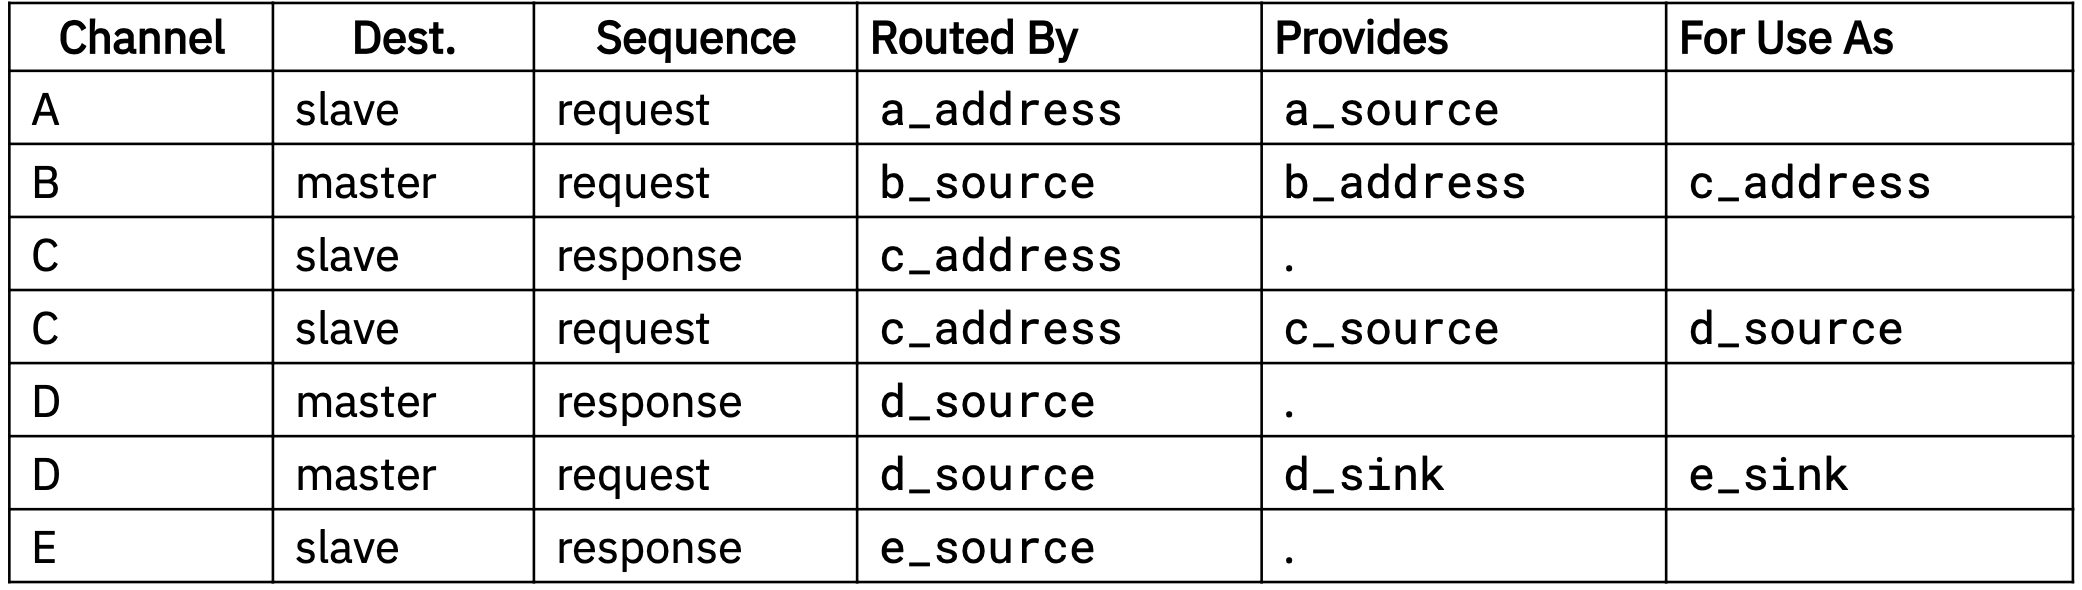 Channel Dest. Sequence Routed By Provides For Use As
A slave request a_address a_source
B master request b_source b_address c_address
C slave response c_address .
C slave request c_address c_source d_source
D master response d_source .
D master request d_source d_sink e_sink
E slave response e_source .